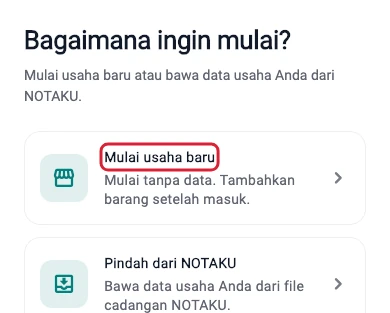 Bagaimana ingin mulai?
Mulai usaha baru atau bawa data usaha Anda dari
NOTAKU.
Mulai usaha baru
Mulai tanpa data. Tambahkan
barang setelah masuk.
Pindah dari NOTAKU
Bawa data usaha Anda dari file
cadangan NOTAKU.